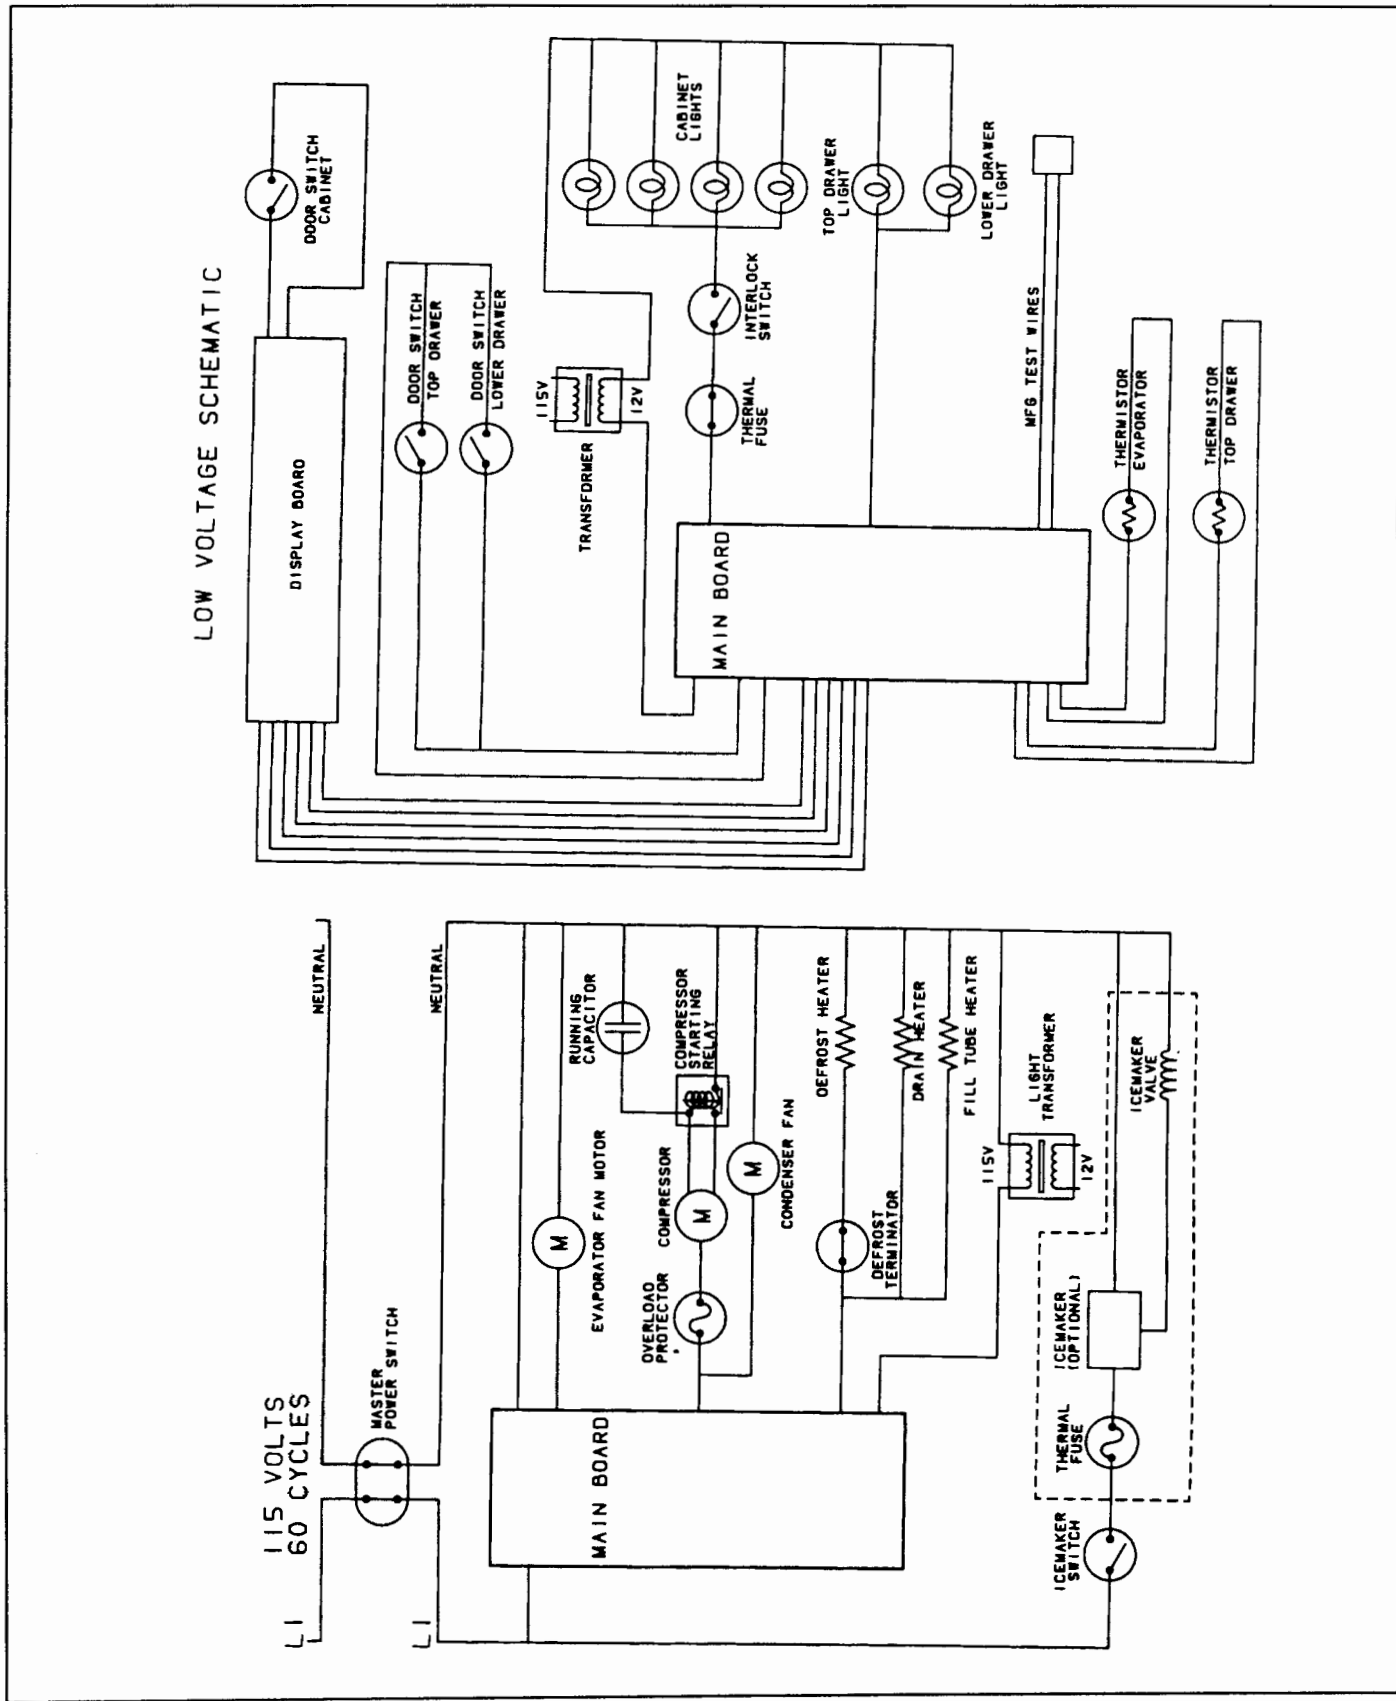 115 VOLTS
60 CYCLES
L1
L1
MASTER
POWER SWITCH
NEUTRAL
NEUTRAL
MAIN BOARD
EVAPORATOR FAN MOTOR
M
RUNNING
CAPACITOR
OVERLOAD
PROTECTOR
COMPRESSOR
M
COMPRESSOR
STARTING
RELAY
M
CONDENSER FAN
DEFROST
TERMINATOR
DEFROST HEATER
DRAIN HEATER
FILL TUBE HEATER
115V
12V
LIGHT
TRANSFORMER
ICEMAKER
SWITCH
THERMAL
FUSE
ICEMAKER
(OPTIONAL)
ICEMAKER
VALVE
LOW VOLTAGE SCHEMATIC
DISPLAY BOARD
DOOR SWITCH
CABINET
DOOR SWITCH
TOP DRAWER
DOOR SWITCH
LOWER DRAWER
TRANSFORMER
115V
12V
MAIN BOARD
THERMAL
FUSE
INTERLOCK
SWITCH
CABINET
LIGHTS
TOP DRAWER
LIGHT
LOWER DRAWER
LIGHT
MFG TEST WIRES
THERMISTOR
EVAPORATOR
THERMISTOR
TOP DRAWER